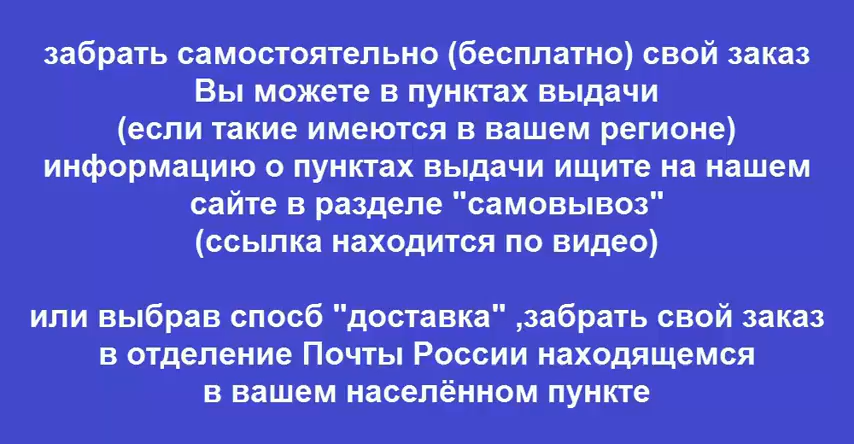 забрать самостоятельно (бесплатно) свой заказ
Вы можете в пунктах выдачи
(если такие имеются в вашем регионе)
информацию о пунктах выдачи ищите на нашем
сайте в разделе "самовывоз"
(ссылка находится по видео)
или выбрав спосб "доставка" ,забрать свой заказ
в отделение Почты России находящемся
в вашем населённом пункте